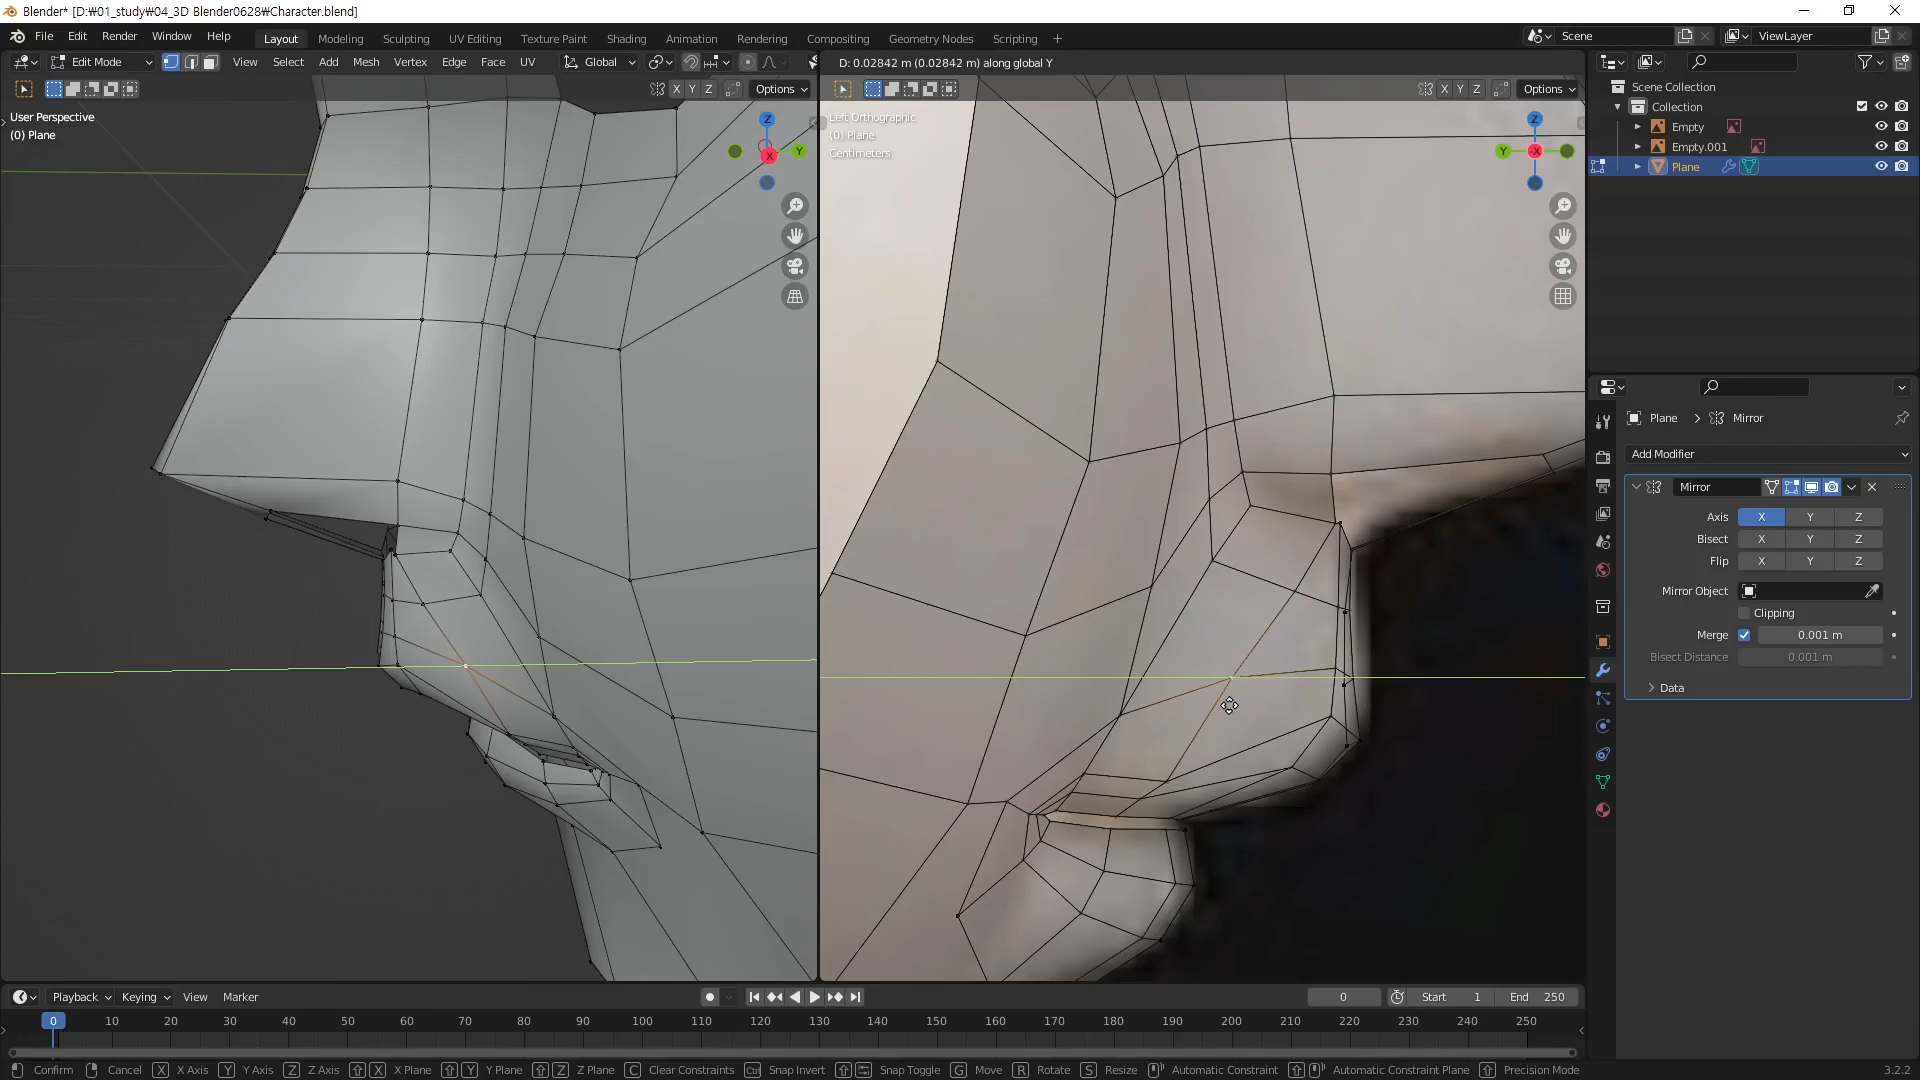 Blender* [D:₩01_study₩04_3D Blender0628₩Character.blend]
File Edit Render Window Help Layout Modeling Sculpting UV Editing Texture Paint Shading Animation Rendering Compositing Geometry Nodes Scripting + Scene ViewLayer
Edit Mode View Select Add Mesh Vertex Edge Face UV Global D: 0.02842 m (0.02842 m) along global Y
X Y Z Options X Y Z Options
Scene Collection
Collection
Empty
Empty.001
Plane
User Perspective
(0) Plane
Z
Y
X
Left Orthographic
(0) Plane
Centimeters
Z
Y
-X
Plane > Mirror
Add Modifier
Mirror
Axis X Y Z
Bisect X Y Z
Flip X Y Z
Mirror Object
Clipping
Merge 0.001 m
Bisect Distance 0.001 m
Data
Playback Keying View Marker 0 Start 1 End 250
0 10 20 30 40 50 60 70 80 90 100 110 120 130 140 150 160 170 180 190 200 210 220 230 240 250
Confirm Cancel X X Axis Y Y Axis Z Z Axis X X Plane Y Y Plane Z Z Plane C Clear Constraints Ctrl Snap Invert Snap Toggle G Move R Rotate S Resize Automatic Constraint Automatic Constraint Plane Precision Mode 3.2.2